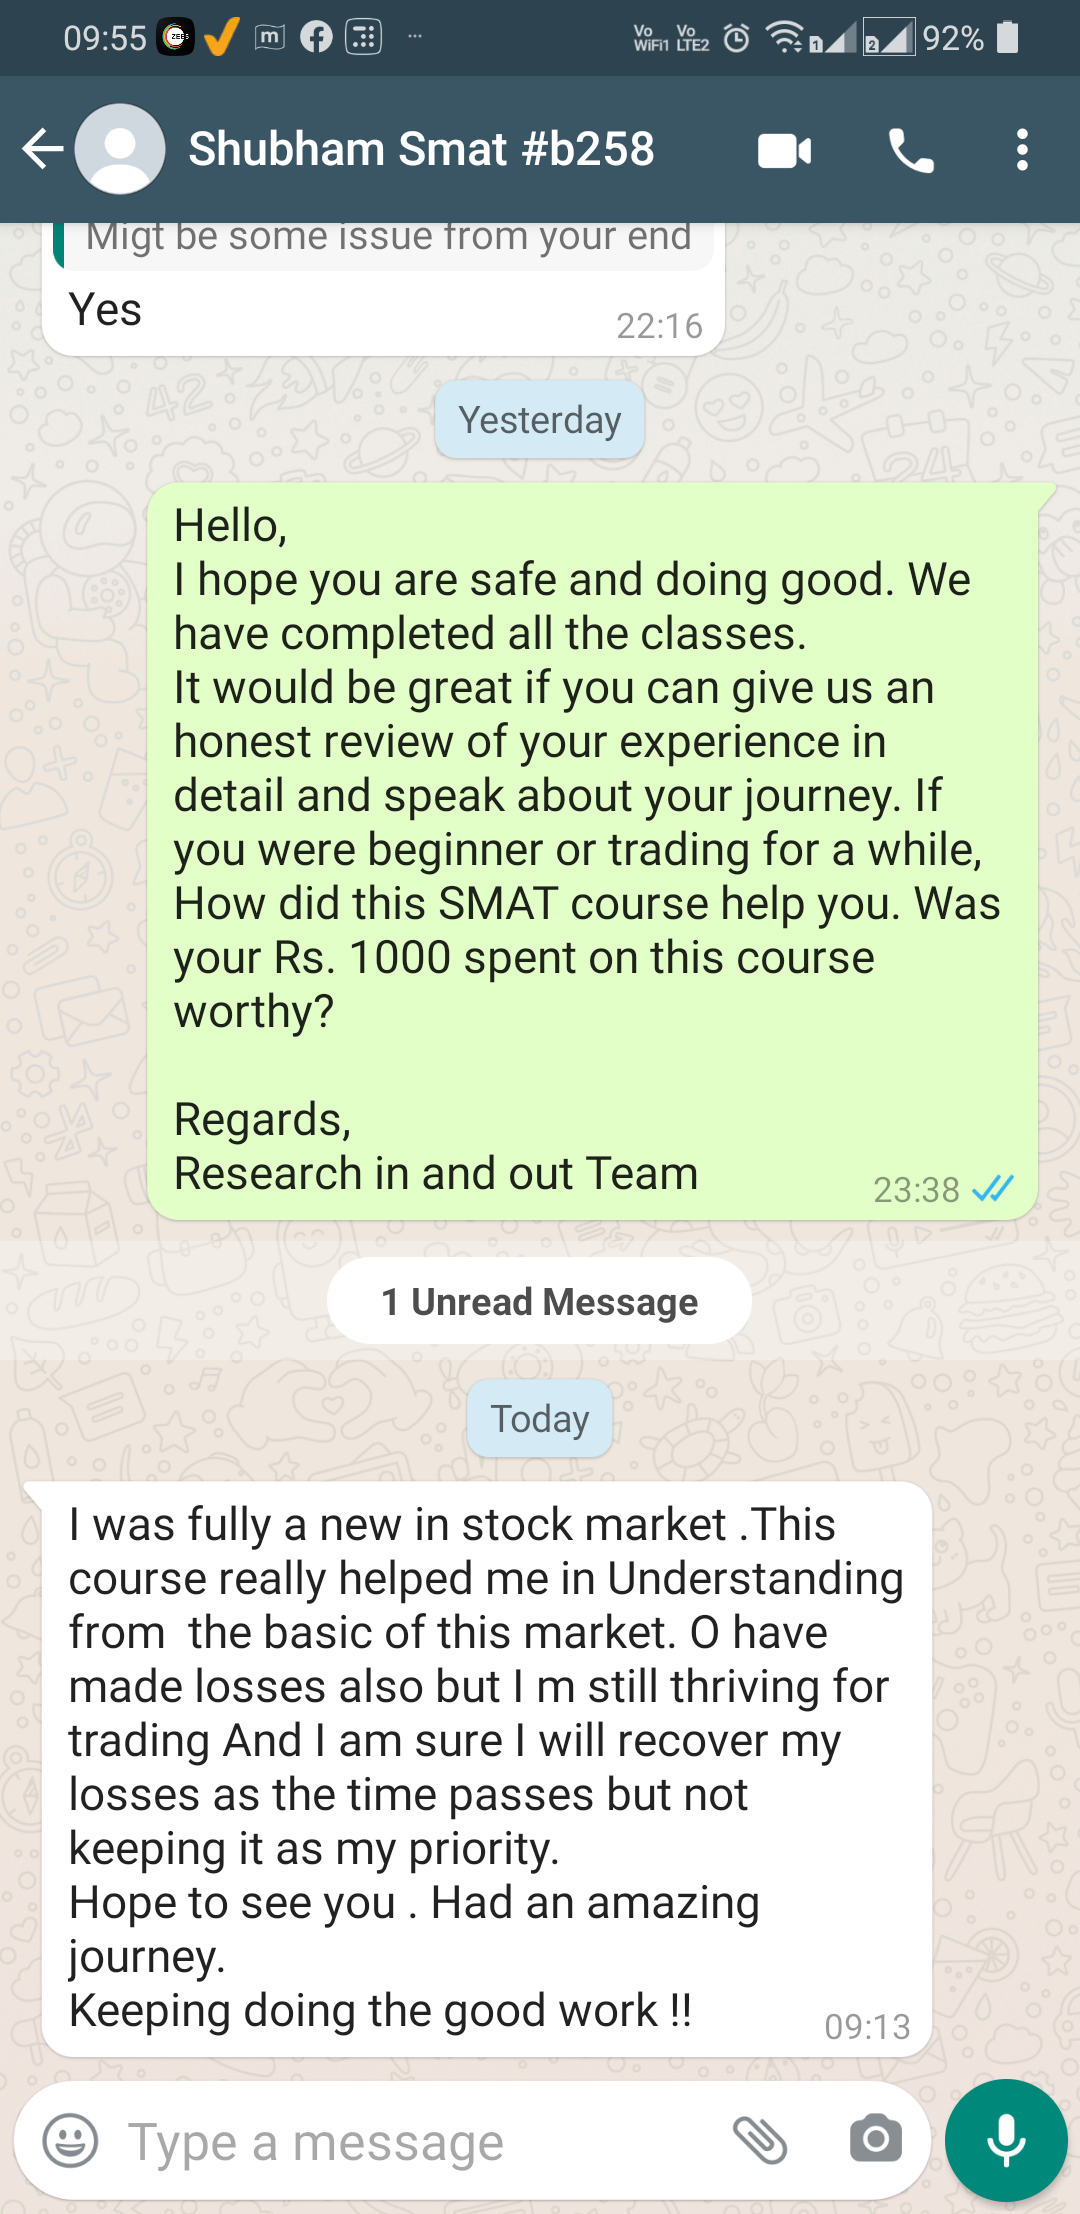 09:55 ZEE5 m ...
Vo WiFi1 Vo LTE2 1 2 92%
Shubham Smat #b258
Migt be some issue from your end
Yes
22:16
Yesterday
Hello,
I hope you are safe and doing good. We
have completed all the classes.
It would be great if you can give us an
honest review of your experience in
detail and speak about your journey. If
you were beginner or trading for a while,
How did this SMAT course help you. Was
your Rs. 1000 spent on this course
worthy?
Regards,
Research in and out Team
23:38
1 Unread Message
Today
I was fully a new in stock market .This
course really helped me in Understanding
from  the basic of this market. O have
made losses also but I m still thriving for
trading And I am sure I will recover my
losses as the time passes but not
keeping it as my priority.
Hope to see you . Had an amazing
journey.
Keeping doing the good work !!
09:13
Type a message